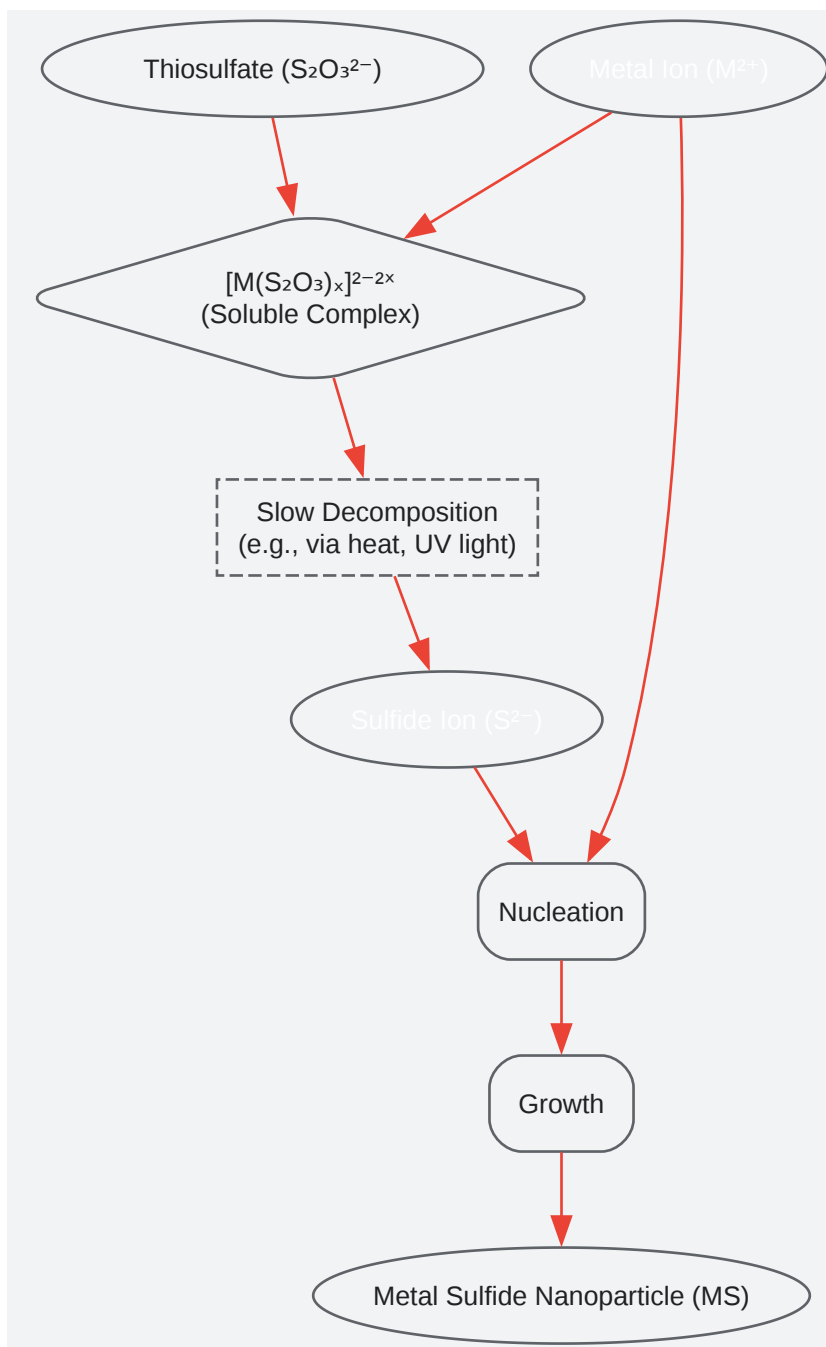 Thiosulfate (S₂O₃²⁻)
Metal Ion (M²⁺)
[M(S₂O₃)ₓ]²⁻²ˣ
(Soluble Complex)
Slow Decomposition
(e.g., via heat, UV light)
Sulfide Ion (S²⁻)
Nucleation
Growth
Metal Sulfide Nanoparticle (MS)